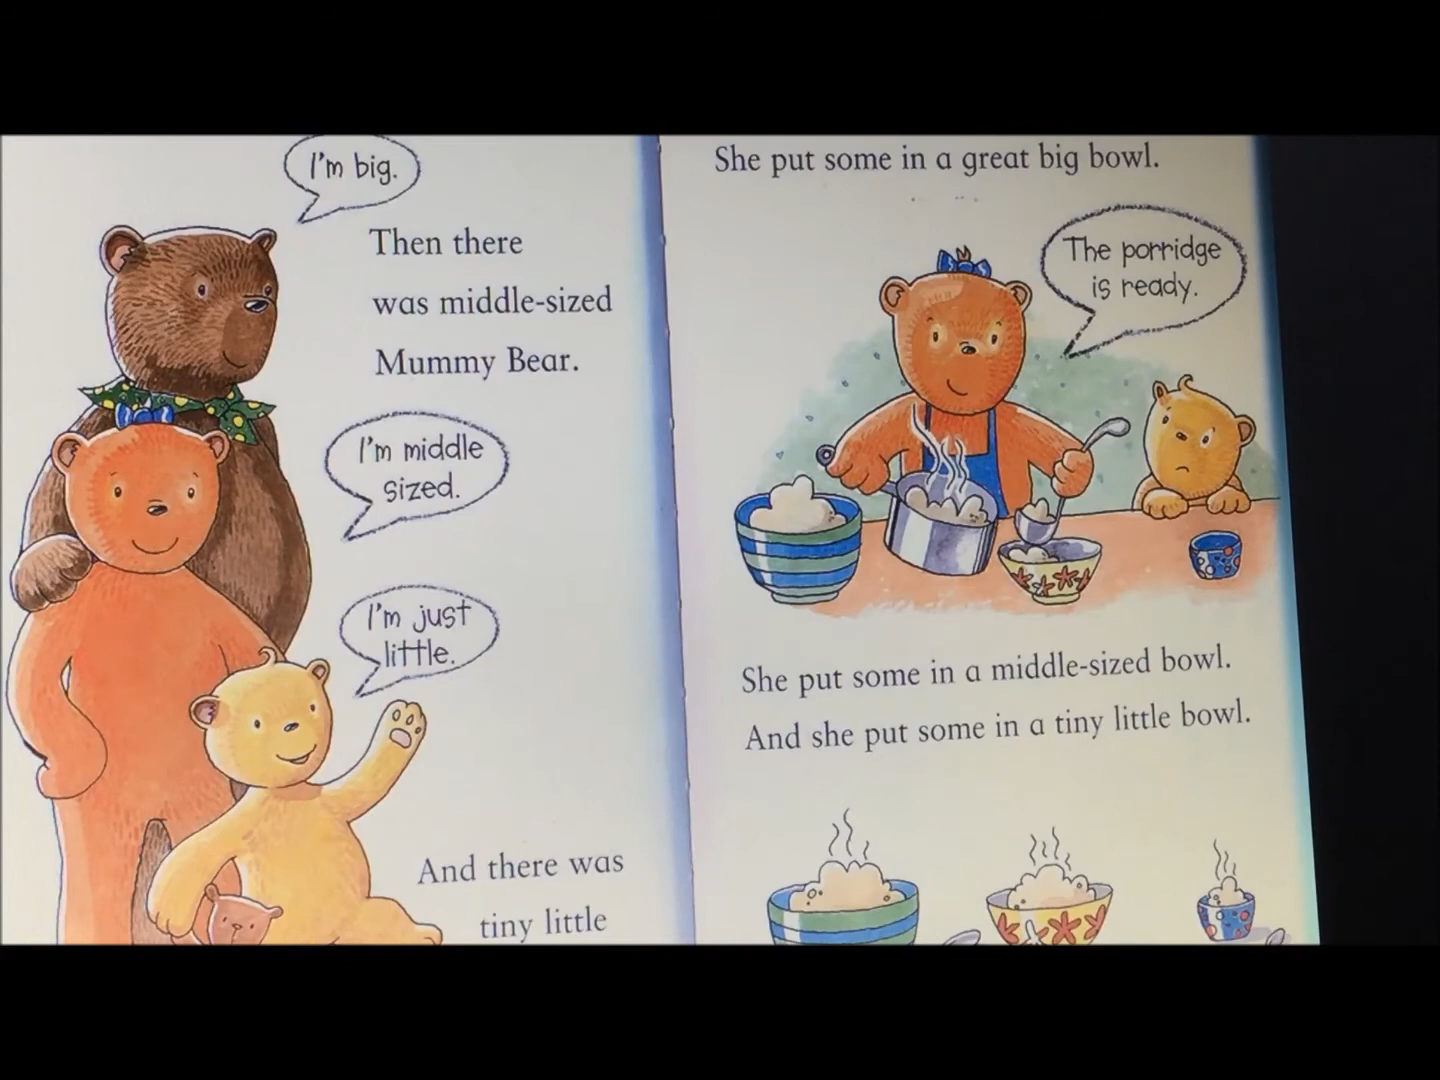 I'm big.
Then there
was middle-sized
Mummy Bear.
I'm middle
sized.
I'm just
little.
And there was
tiny little
She put some in a great big bowl.
The porridge
is ready.
She put some in a middle-sized bowl.
And she put some in a tiny little bowl.